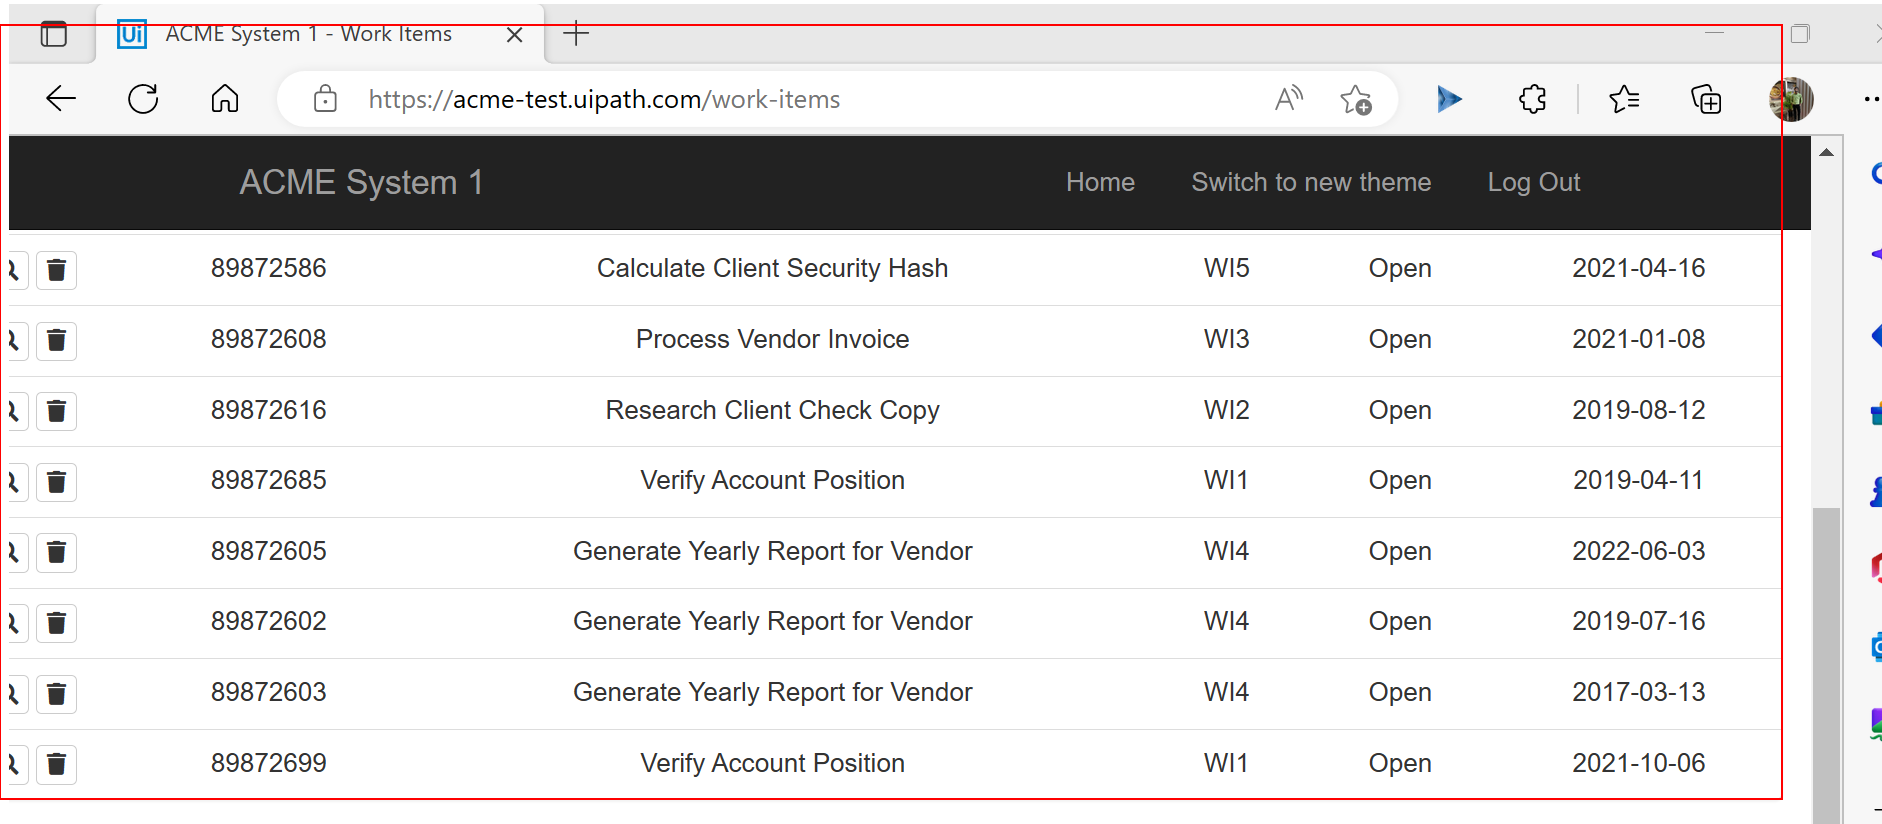 Ui ACME System 1 - Work Items
https://acme-test.uipath.com/work-items
ACME System 1 Home Switch to new theme Log Out
89872586 Calculate Client Security Hash WI5 Open 2021-04-16
89872608 Process Vendor Invoice WI3 Open 2021-01-08
89872616 Research Client Check Copy WI2 Open 2019-08-12
89872685 Verify Account Position WI1 Open 2019-04-11
89872605 Generate Yearly Report for Vendor WI4 Open 2022-06-03
89872602 Generate Yearly Report for Vendor WI4 Open 2019-07-16
89872603 Generate Yearly Report for Vendor WI4 Open 2017-03-13
89872699 Verify Account Position WI1 Open 2021-10-06